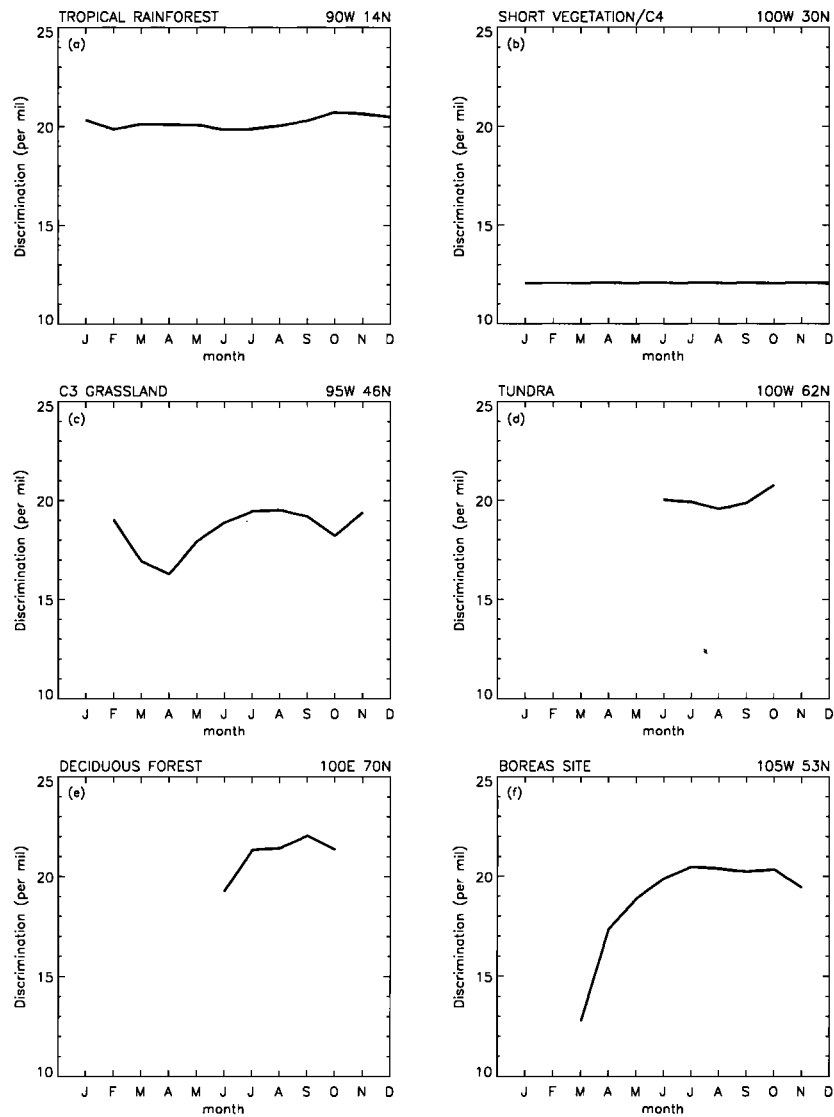 TROPICAL RAINFOREST 90W 14N
(a)
25
20
15
10
Discrimination (per mil)
J F M A M J J A S O N D
month
SHORT VEGETATION/C4 100W 30N
(b)
25
20
15
10
Discrimination (per mil)
J F M A M J J A S O N D
month
C3 GRASSLAND 95W 46N
(c)
25
20
15
10
Discrimination (per mil)
J F M A M J J A S O N D
month
TUNDRA 100W 62N
(d)
25
20
15
10
Discrimination (per mil)
J F M A M J J A S O N D
month
DECIDUOUS FOREST 100E 70N
(e)
25
20
15
10
Discrimination (per mil)
J F M A M J J A S O N D
month
BOREAS SITE 105W 53N
(f)
25
20
15
10
Discrimination (per mil)
J F M A M J J A S O N D
month